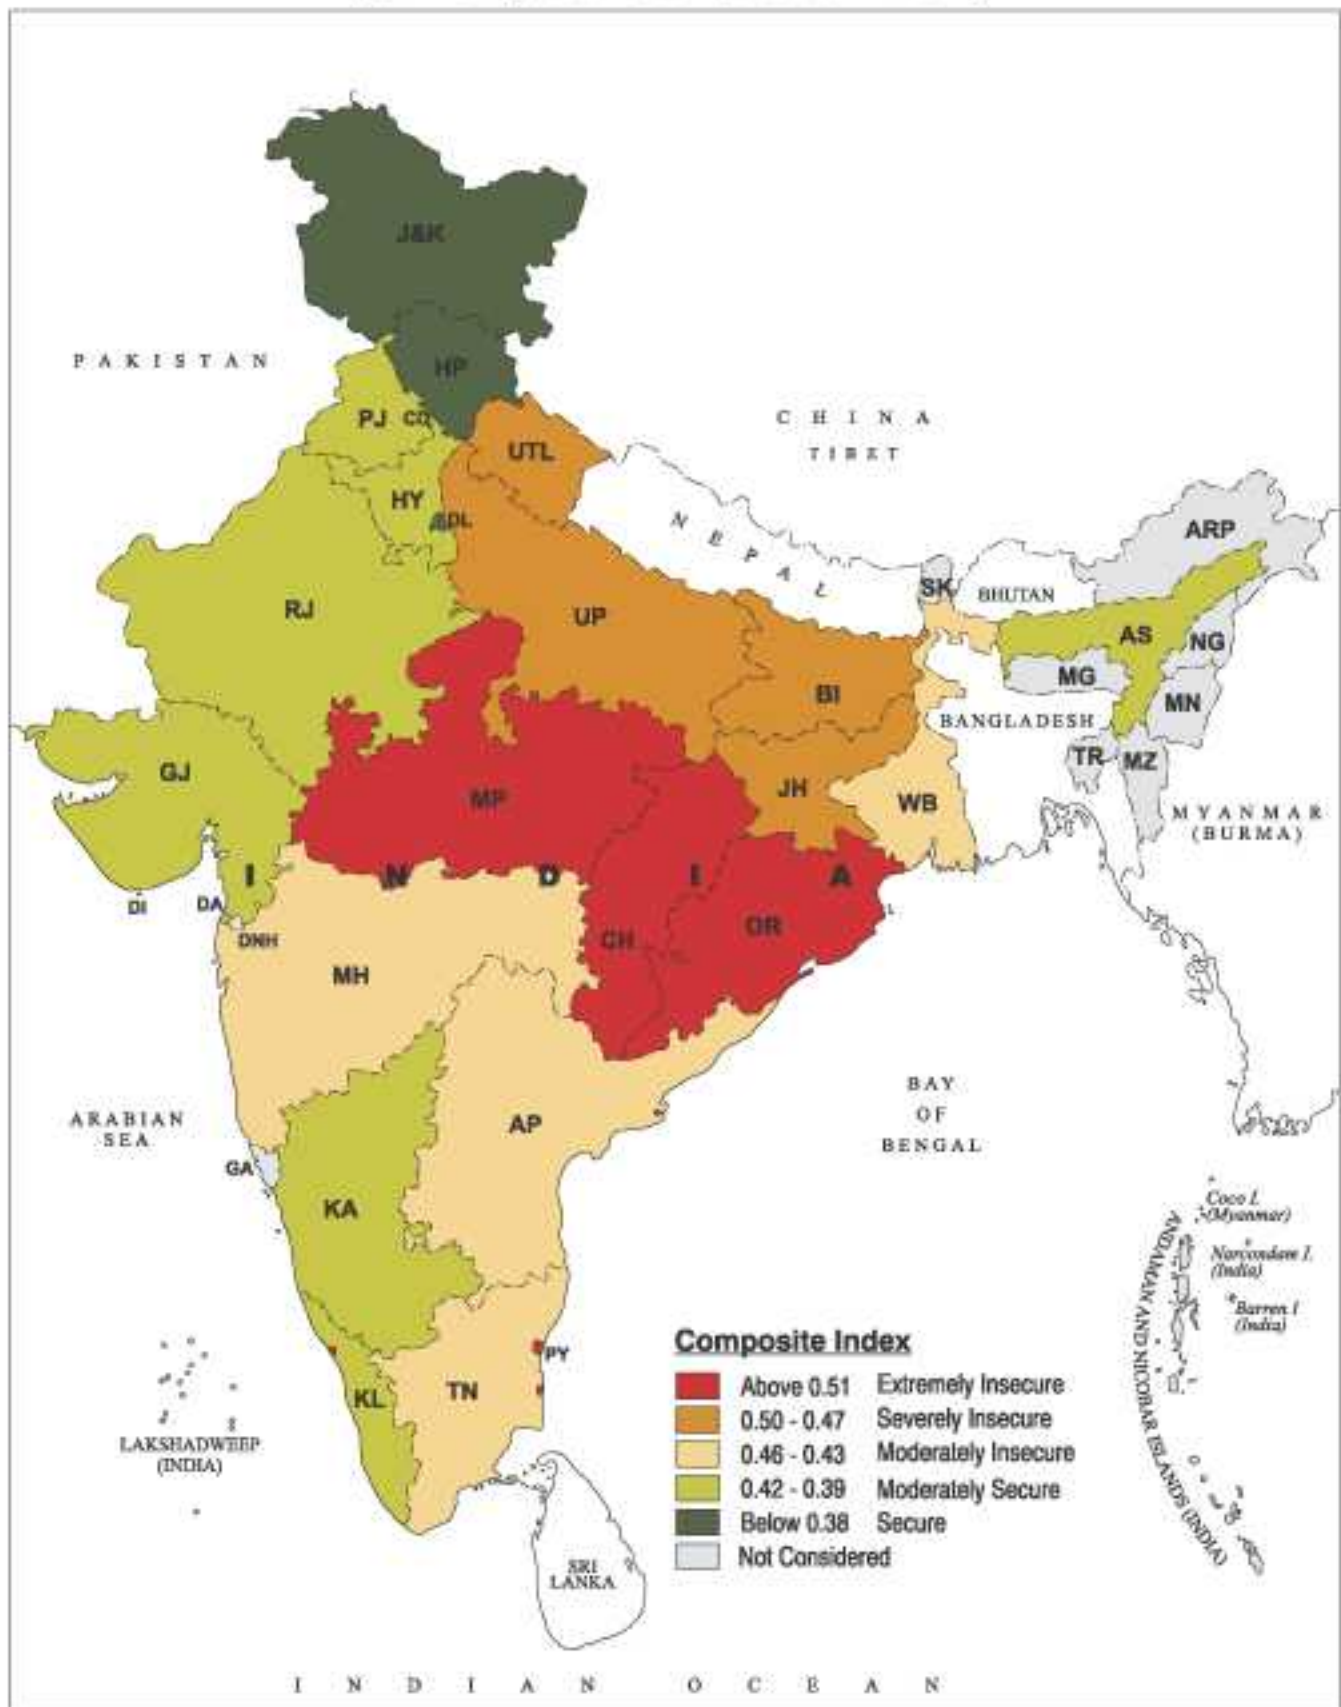 J&K
PAKISTAN
HP
CHINA
TIBET
PJ
CD
UTL
HY
DL
NEPAL
ARP
SK
BHUTAN
RJ
UP
AS
NG
MG
BI
MN
BANGLADESH
TR
MZ
GJ
MP
JH
WB
MYANMAR
(BURMA)
INDIA
DI
DA
DNH
CH
OR
MH
ARABIAN
SEA
AP
BAY
OF
BENGAL
GA
KA
Coco I.
(Myanmar)
Narcondam I.
(India)
Barren I
(India)
ANDAMAN AND NICOBAR ISLANDS (INDIA)
PY
KL
TN
LAKSHADWEEP
(INDIA)
Composite Index
Above 0.51 Extremely Insecure
0.50 - 0.47 Severely Insecure
0.46 - 0.43 Moderately Insecure
0.42 - 0.39 Moderately Secure
Below 0.38 Secure
Not Considered
SRI
LANKA
INDIAN OCEAN